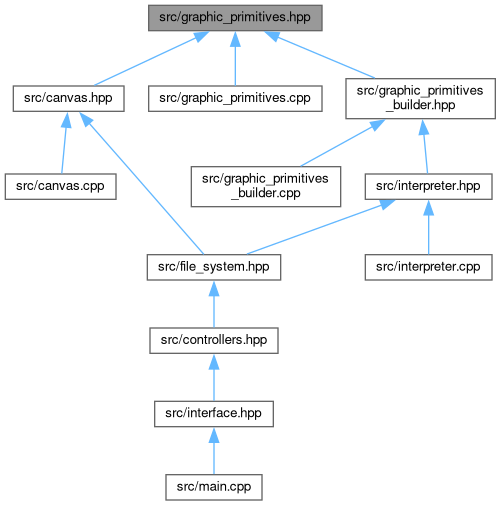 src/graphic_primitives.hpp
src/canvas.hpp
src/graphic_primitives.cpp
src/graphic_primitives
_builder.hpp
src/canvas.cpp
src/graphic_primitives
_builder.cpp
src/interpreter.hpp
src/file_system.hpp
src/interpreter.cpp
src/controllers.hpp
src/interface.hpp
src/main.cpp